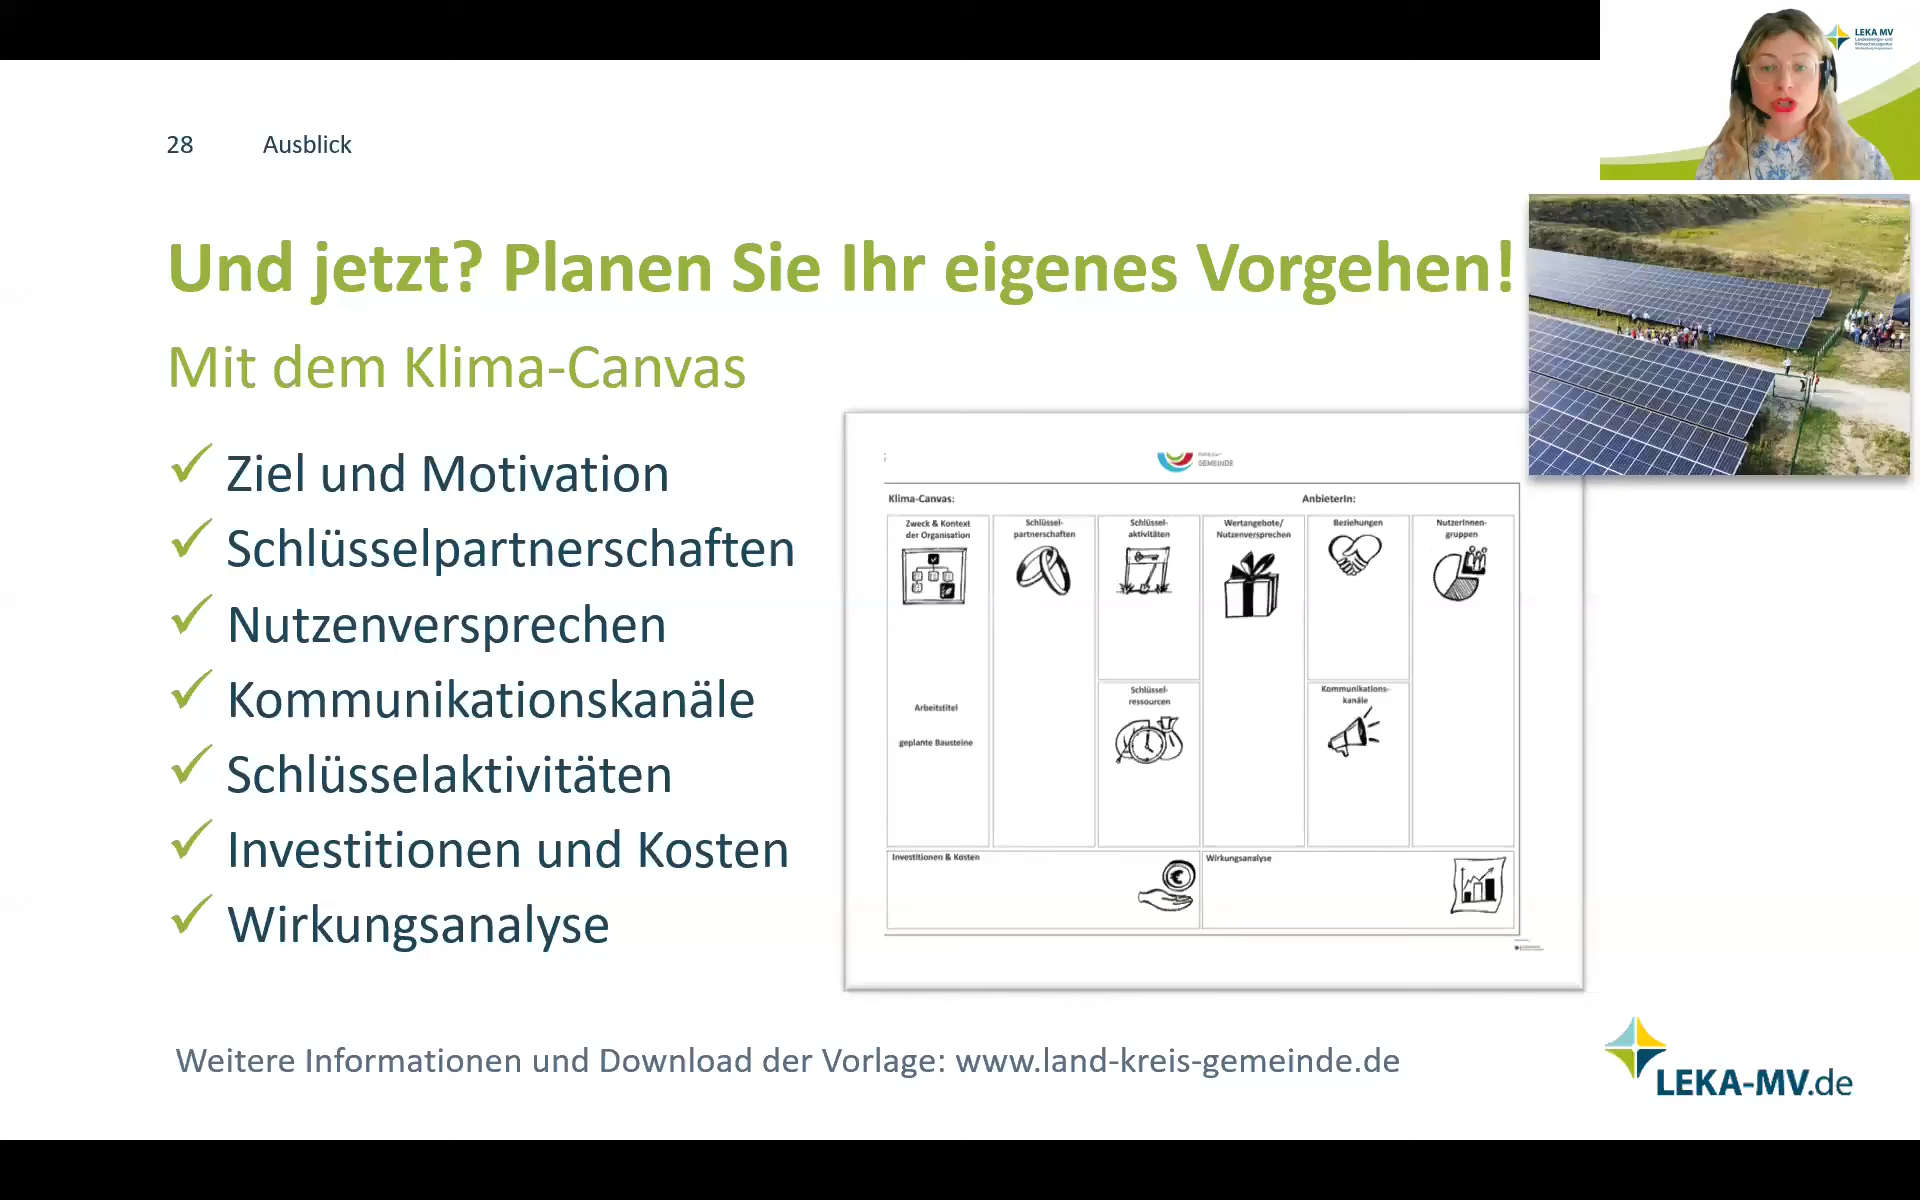 LEKA MV
28 Ausblick
Und jetzt? Planen Sie Ihr eigenes Vorgehen!
Mit dem Klima-Canvas
Ziel und Motivation
Schlüsselpartnerschaften
Nutzenversprechen
Kommunikationskanäle
Schlüsselaktivitäten
Investitionen und Kosten
Wirkungsanalyse
GEMEINDE
Klima-Canvas: AnbieterIn:
Zweck & Kontext
der Organisation
Schlüssel-
partnerschaften
Schlüssel-
aktivitäten
Wertangebote/
Nutzenversprechen
Beziehungen
NutzerInnen-
gruppen
Arbeitstitel
geplante Bausteine
Schlüssel-
ressourcen
Kommunikations-
kanäle
Investitionen & Kosten
Wirkungsanalyse
Weitere Informationen und Download der Vorlage: www.land-kreis-gemeinde.de
LEKA-MV.de